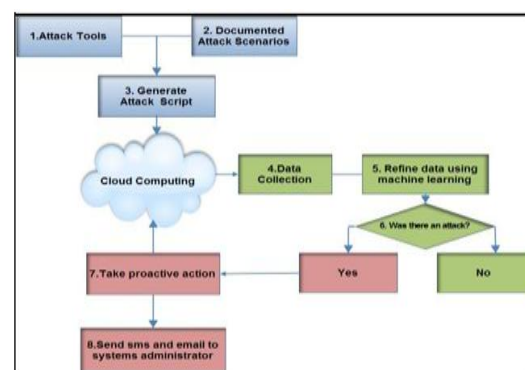 1.Attack Tools
2. Documented
Attack Scenarios
3. Generate
Attack Script
Cloud Computing
4.Data
Collection
5. Refine data using
machine learning
6. Was there an attack?
7.Take proactive action
Yes
No
8.Send sms and email to
systems administrator